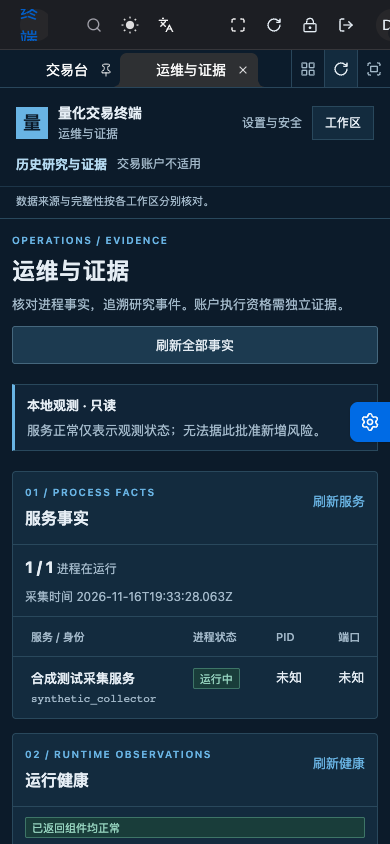 终端
D
交易台
运维与证据
量
量化交易终端
运维与证据
设置与安全
工作区
历史研究与证据
交易账户不适用
数据来源与完整性按各工作区分别核对。
OPERATIONS / EVIDENCE
运维与证据
核对进程事实，追溯研究事件。账户执行资格需独立证据。
刷新全部事实
本地观测 · 只读
服务正常仅表示观测状态；无法据此批准新增风险。
01 / PROCESS FACTS
服务事实
刷新服务
1 / 1 进程在运行
采集时间 2026-11-16T19:33:28.063Z
服务 / 身份 进程状态 PID 端口
合成测试采集服务 运行中 未知 未知
synthetic_collector
02 / RUNTIME OBSERVATIONS
运行健康
刷新健康
已返回组件均正常